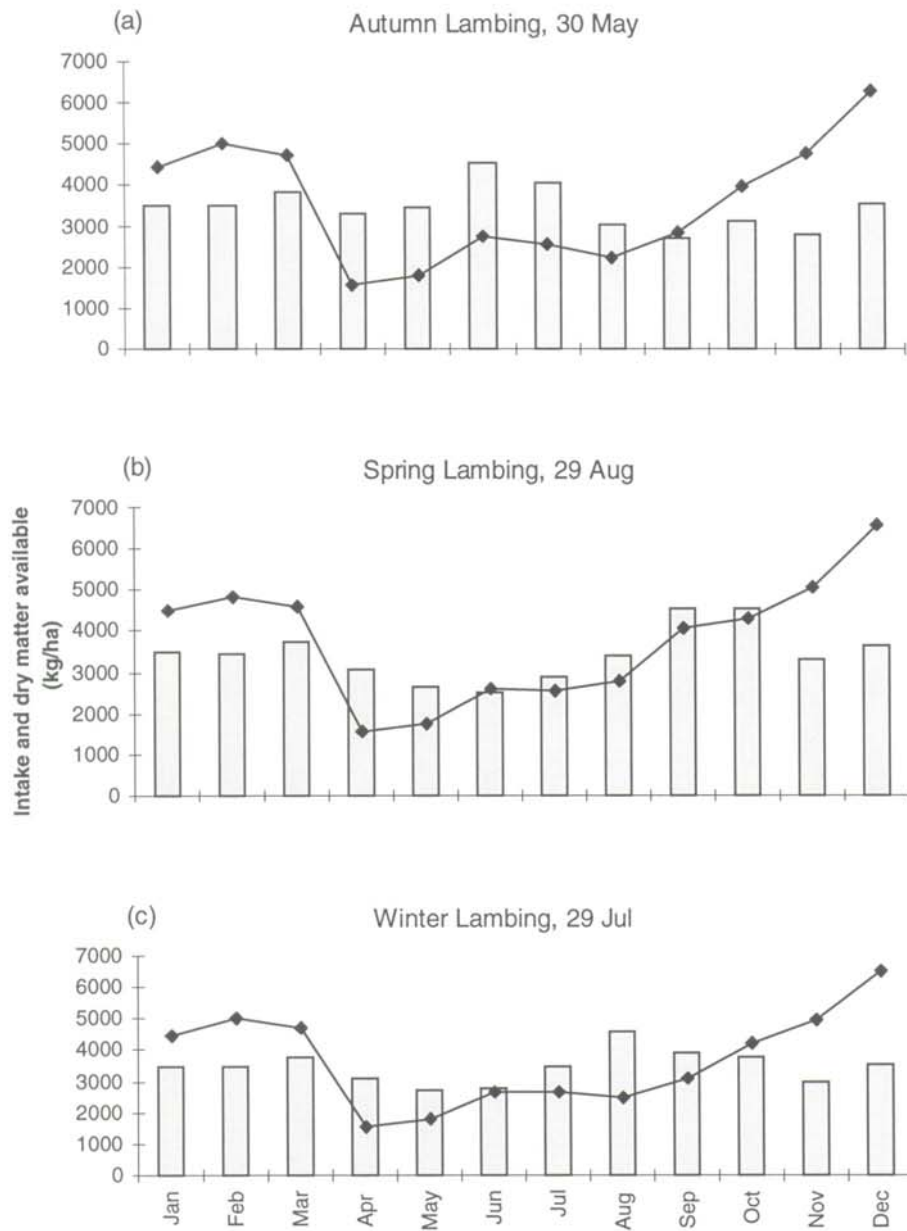 (a)
Autumn Lambing, 30 May
7000
6000
5000
4000
3000
2000
1000
0
(b)
Spring Lambing, 29 Aug
7000
6000
5000
4000
3000
2000
1000
0
Intake and dry matter available
(kg/ha)
(c)
Winter Lambing, 29 Jul
7000
6000
5000
4000
3000
2000
1000
0
Jan
Feb
Mar
Apr
May
Jun
Jul
Aug
Sep
Oct
Nov
Dec